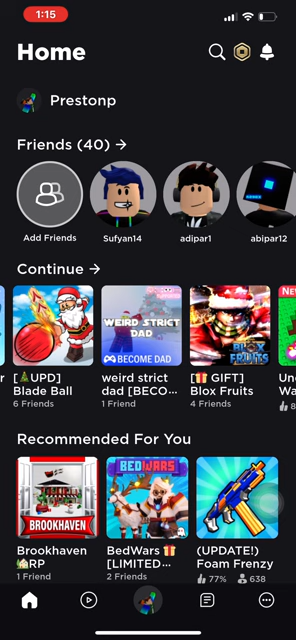 1:15
Home
Prestonp
Friends (40) →
Add Friends
Sufyan14
adipar1
abipar12
Continue →
WEIRD STRICT
DAD
BECOME DAD
BLOX
FRUITS
NEW
[🎄UPD]
Blade Ball
6 Friends
weird strict
dad [BECO...
1 Friend
[🎁 GIFT]
Blox Fruits
4 Friends
Recommended For You
BROOKHAVEN
BEDWARS
Brookhaven
🏡RP
1 Friend
BedWars 🎁
[LIMITED...
2 Friends
(UPDATE!)
Foam Frenzy
77% 638